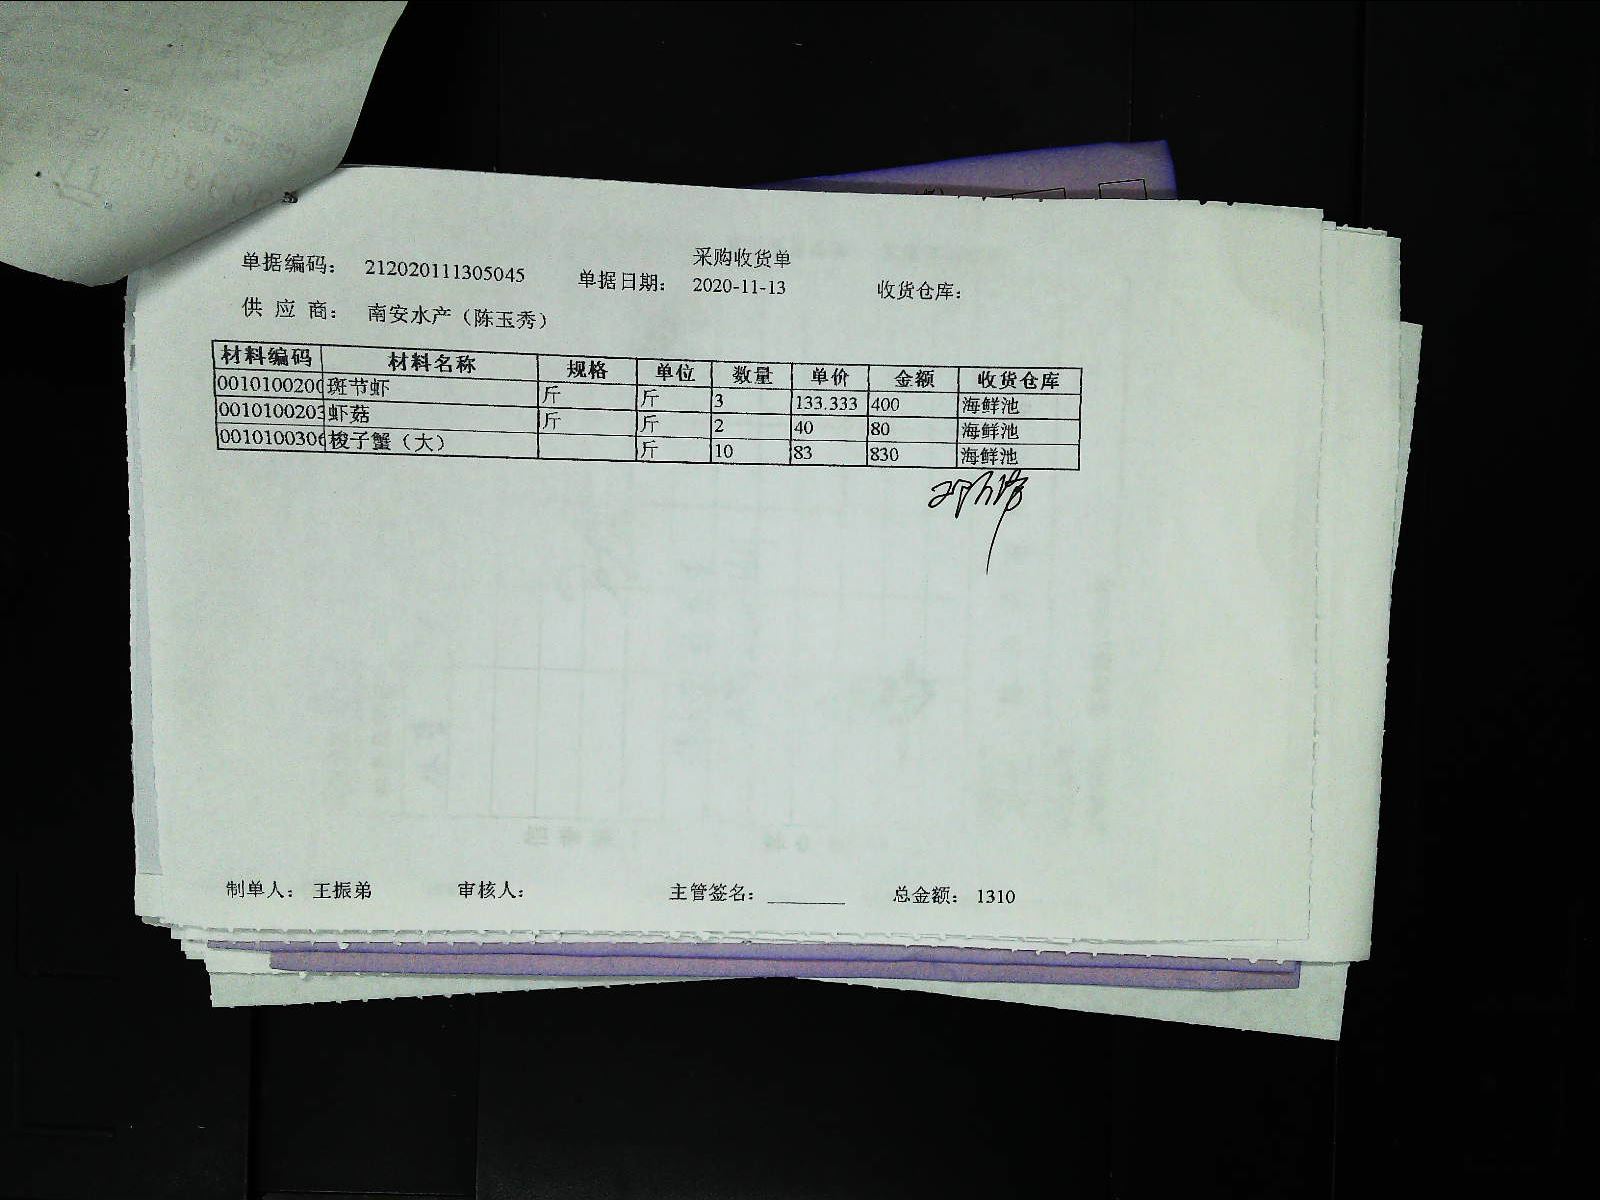 采购收货单
单据编码： 212020111305045 单据日期： 2020-11-13 收货仓库：
供 应 商： 南安水产（陈玉秀）
材料编码 材料名称 规格 单位 数量 单价 金额 收货仓库
0010100200 斑节虾 斤 斤 3 133.333 400 海鲜池
0010100203 虾菇 斤 斤 2 40 80 海鲜池
001010030 梭子蟹（大） 斤 10 83 830 海鲜池
制单人： 王振弟 审核人： 主管签名： 总金额： 1310